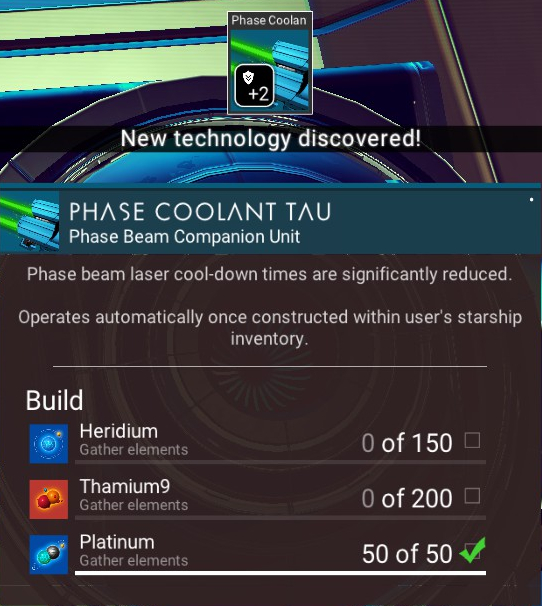 Phase Coolan
+2
New technology discovered!
PHASE COOLANT TAU
Phase Beam Companion Unit
Phase beam laser cool-down times are significantly reduced.
Operates automatically once constructed within user's starship
inventory.
Build
Heridium
Gather elements
0 of 150
Thamium9
Gather elements
0 of 200
Platinum
Gather elements
50 of 50